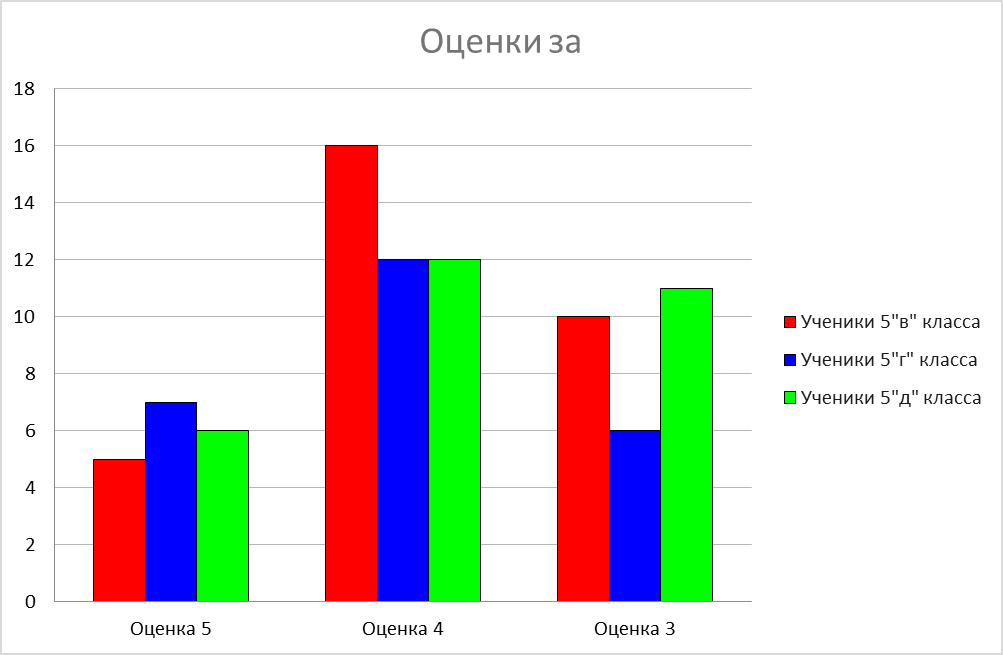 Оценки за
18
16
14
12
10
8
6
4
2
0
Оценка 5 Оценка 4 Оценка 3
Ученики 5"в" класса
Ученики 5"г" класса
Ученики 5"д" класса